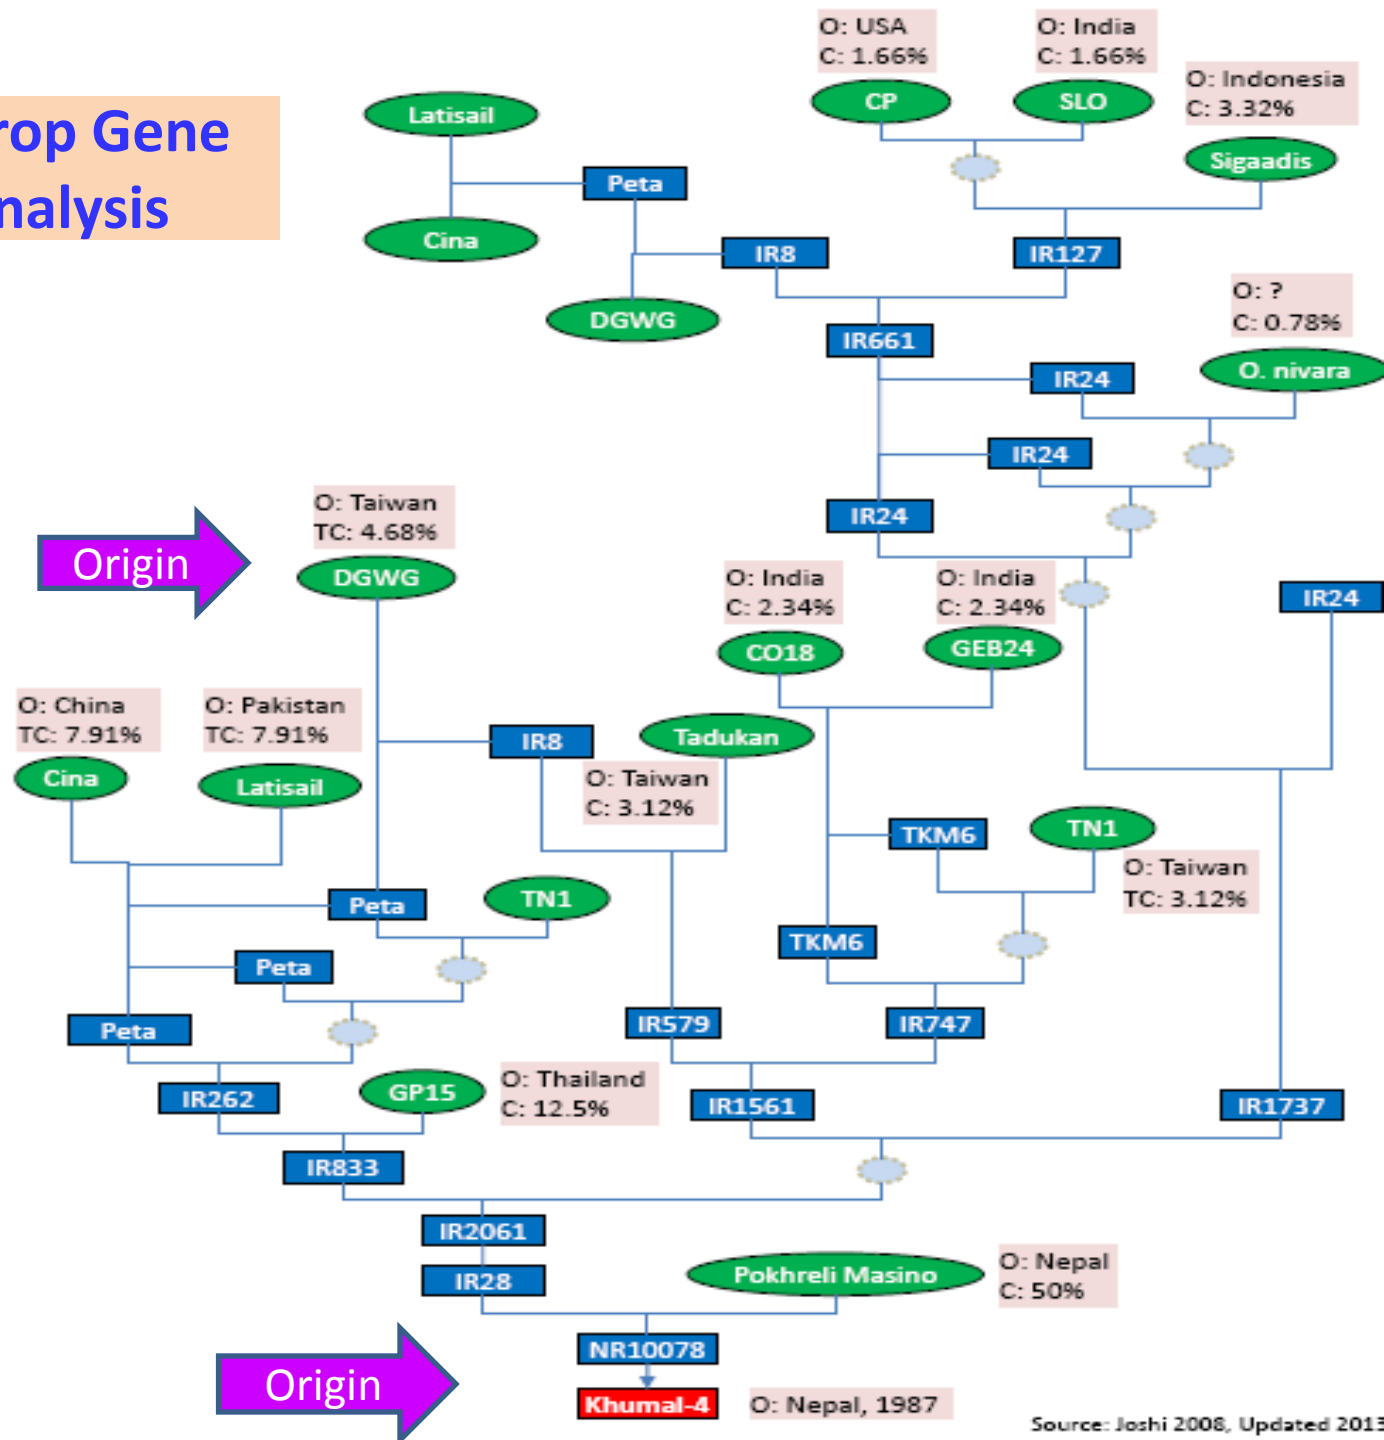 rop Gene
nalysis
O: USA
C: 1.66%
O: India
C: 1.66%
O: Indonesia
C: 3.32%
CP
SLO
Sigaadis
Latisail
Peta
Cina
IR8
IR127
DGWG
O: ?
C: 0.78%
IR661
IR24
O. nivara
IR24
IR24
O: Taiwan
TC: 4.68%
Origin
DGWG
O: India
C: 2.34%
O: India
C: 2.34%
IR24
CO18
GEB24
O: China
TC: 7.91%
O: Pakistan
TC: 7.91%
IR8
Tadukan
Cina
Latisail
O: Taiwan
C: 3.12%
TKM6
TN1
O: Taiwan
TC: 3.12%
Peta
TN1
TKM6
Peta
Peta
IR579
IR747
IR262
GP15
O: Thailand
C: 12.5%
IR1561
IR1737
IR833
IR2061
IR28
Pokhreli Masino
O: Nepal
C: 50%
NR10078
Origin
Khumal-4
O: Nepal, 1987
Source: Joshi 2008, Updated 2013